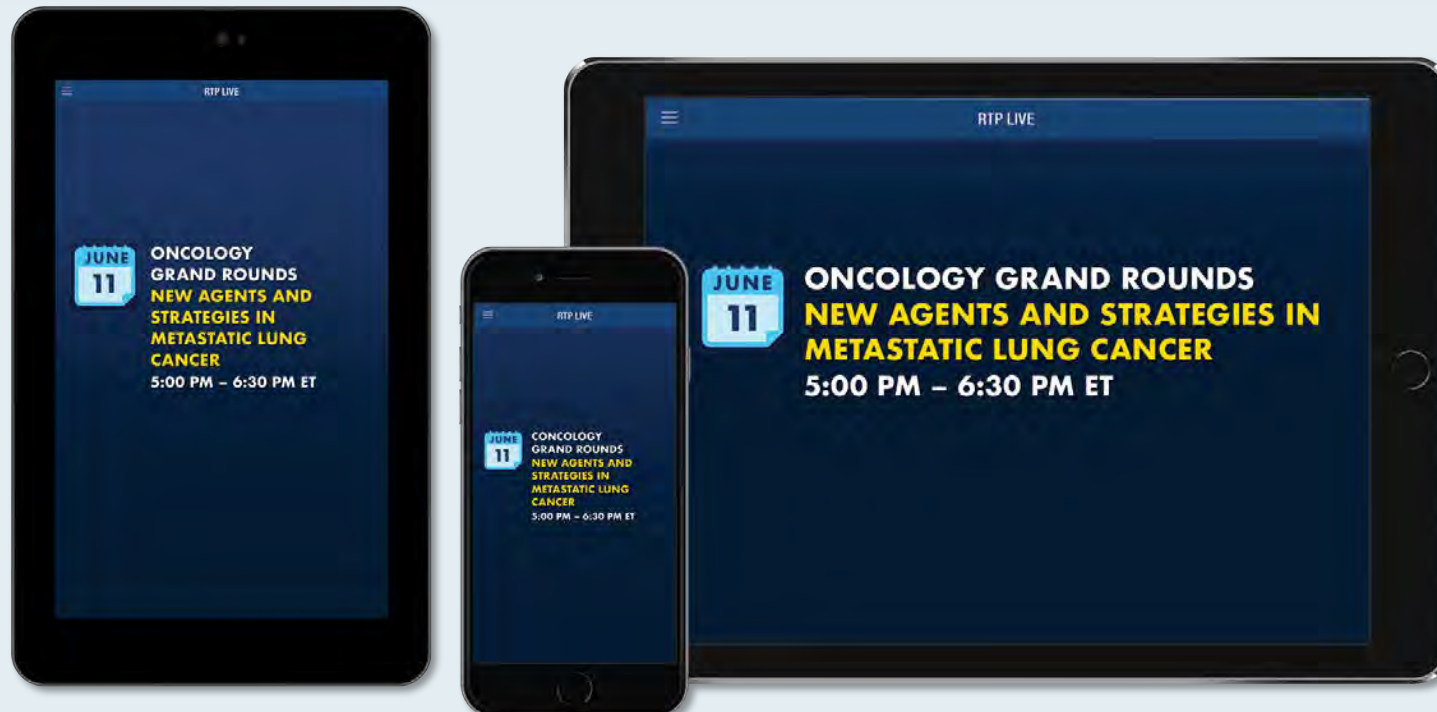 RTP LIVE
JUNE
11
ONCOLOGY
GRAND ROUNDS
NEW AGENTS AND
STRATEGIES IN
METASTATIC LUNG
CANCER
5:00 PM – 6:30 PM ET
RTP LIVE
JUNE
11
CONCOLOGY
GRAND ROUNDS
NEW AGENTS AND
STRATEGIES IN
METASTATIC LUNG
CANCER
5:00 PM – 6:30 PM ET
RTP LIVE
JUNE
11
ONCOLOGY GRAND ROUNDS
NEW AGENTS AND STRATEGIES IN
METASTATIC LUNG CANCER
5:00 PM – 6:30 PM ET